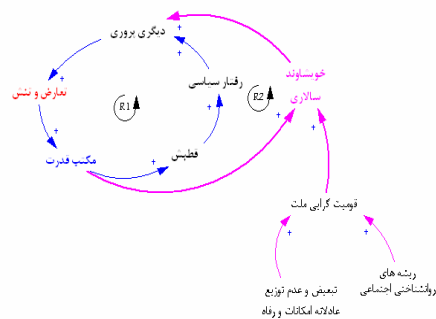 دیگری پروری
خویشاوند
سالاری
رفتار سیاسی
تعارض و تنش
R1
R2
مکتب قدرت
قطبش
قومیت گرایی ملت
ریشه های
روانشناختی اجتماعی
تبعیض و عدم توزیع
عادلانه امکانات و رفاه
+
+
+
+
+
+
+
+
+
+